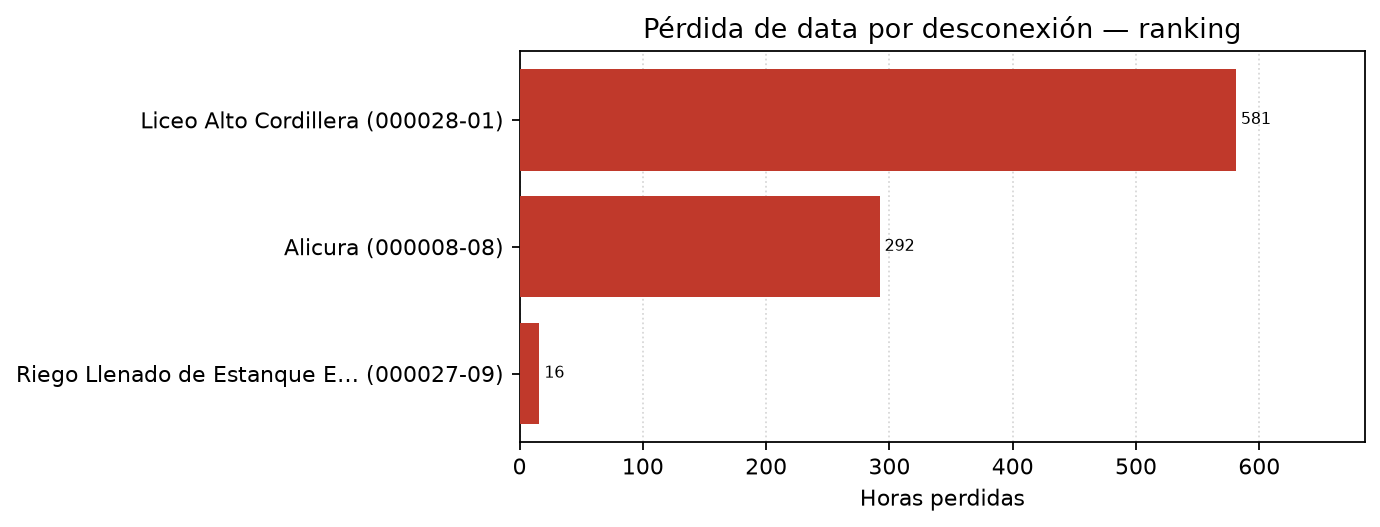 Pérdida de data por desconexión — ranking
Liceo Alto Cordillera (000028-01)
581
Alicura (000008-08)
292
Riego Llenado de Estanque E... (000027-09)
16
0 100 200 300 400 500 600
Horas perdidas